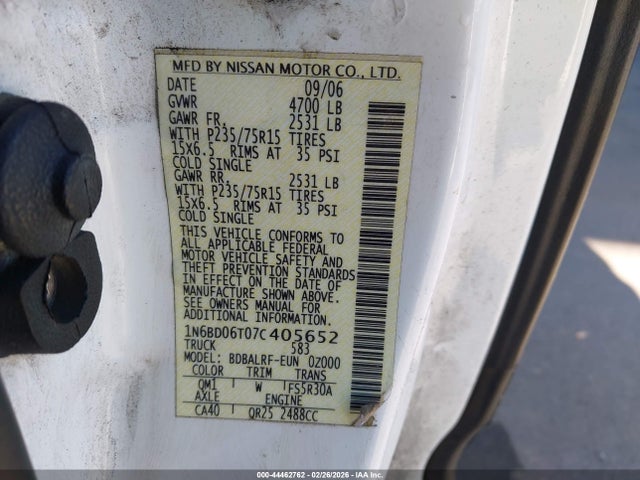 MFD BY NISSAN MOTOR CO., LTD.
DATE 09/06
GVWR 4700 LB
GAWR FR. 2531 LB
WITH P235/75R15 TIRES
15X6.5 RIMS AT 35 PSI
COLD SINGLE
GAWR RR. 2531 LB
WITH P235/75R15 TIRES
15X6.5 RIMS AT 35 PSI
COLD SINGLE
THIS VEHICLE CONFORMS TO
ALL APPLICABLE FEDERAL
MOTOR VEHICLE SAFETY AND
THEFT PREVENTION STANDARDS
IN EFFECT ON THE DATE OF
MANUFACTURE SHOWN ABOVE.
SEE OWNERS MANUAL FOR
ADDITIONAL INFORMATION.
1N6BD06T07C405652
TRUCK 583
MODEL: BDBALRF-EUN 0Z000
COLOR TRIM TRANS
QM1 W FS5R30A
AXLE ENGINE
CA40 QR25 2488CC
000-44462762 | 02/26/2026 - IAA Inc.